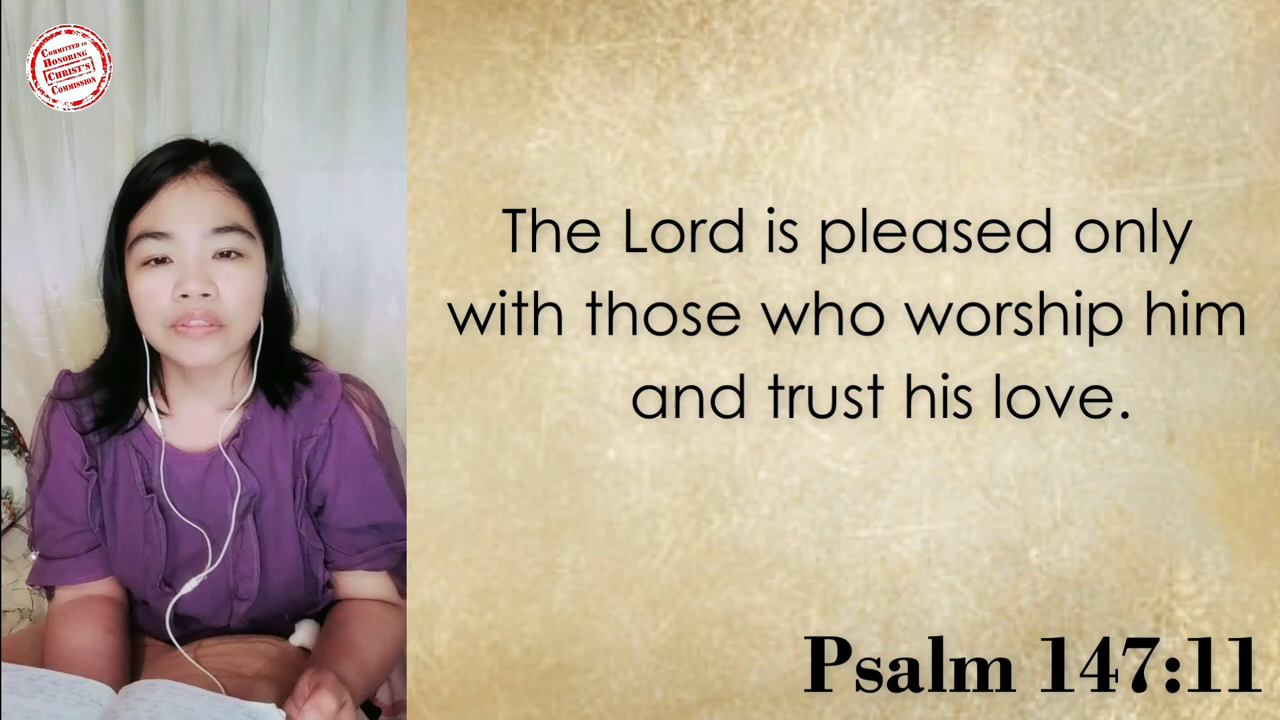 COMMITTED TO
HONORING
CHRIST'S
COMMISSION
The Lord is pleased only
with those who worship him
and trust his love.
Psalm 147:11